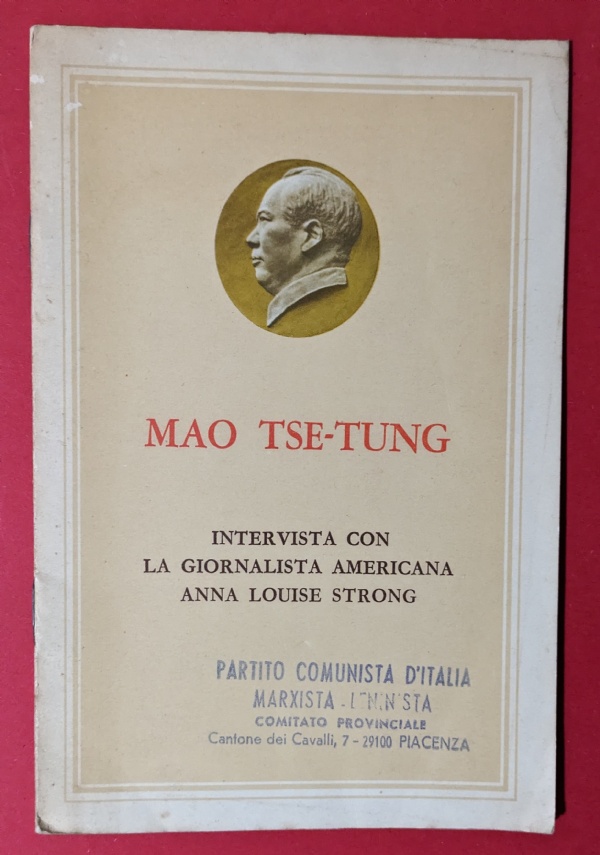 MAO TSE-TUNG
INTERVISTA CON
LA GIORNALISTA AMERICANA
ANNA LOUISE STRONG
PARTITO COMUNISTA D'ITALIA
MARXISTA - LENINISTA
COMITATO PROVINCIALE
Cantone dei Cavalli, 7 - 29100 PIACENZA